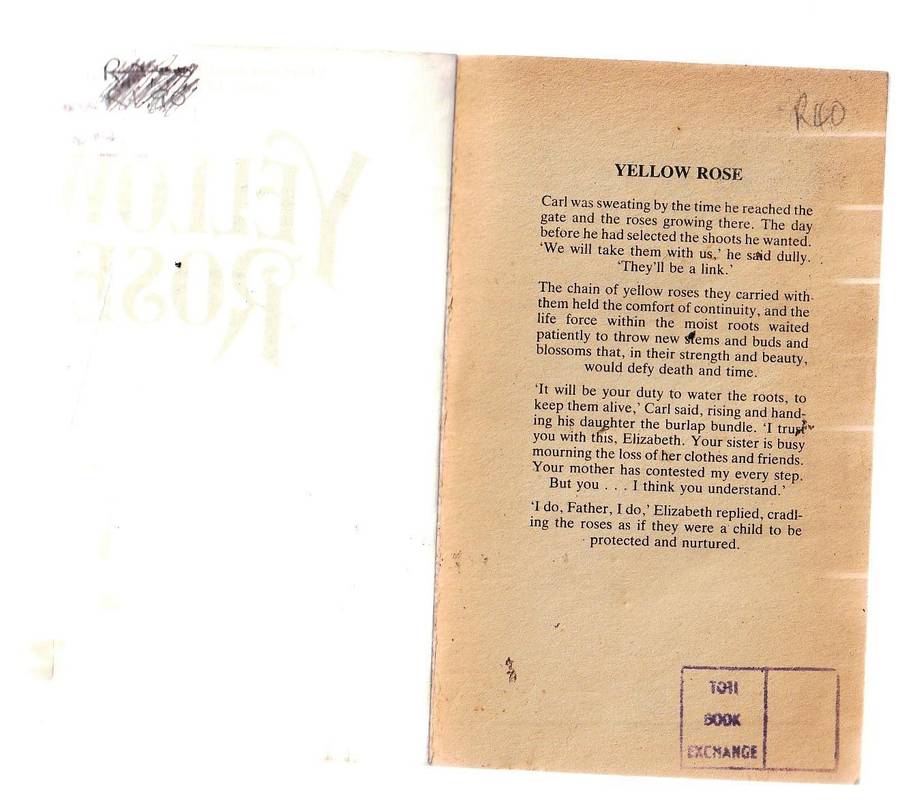 YELLOW
ROSE
R40
YELLOW ROSE
Carl was sweating by the time he reached the
gate and the roses growing there. The day
before he had selected the shoots he wanted.
‘We will take them with us,’ he said dully.
‘They’ll be a link.’
The chain of yellow roses they carried with
them held the comfort of continuity, and the
life force within the moist roots waited
patiently to throw new stems and buds and
blossoms that, in their strength and beauty,
would defy death and time.
‘It will be your duty to water the roots, to
keep them alive,’ Carl said, rising and hand-
ing his daughter the burlap bundle. ‘I trust
you with this, Elizabeth. Your sister is busy
mourning the loss of her clothes and friends.
Your mother has contested my every step.
But you . . . I think you understand.’
‘I do, Father, I do,’ Elizabeth replied, cradl-
ing the roses as if they were a child to be
protected and nurtured.
TOTI
BOOK
EXCHANGE